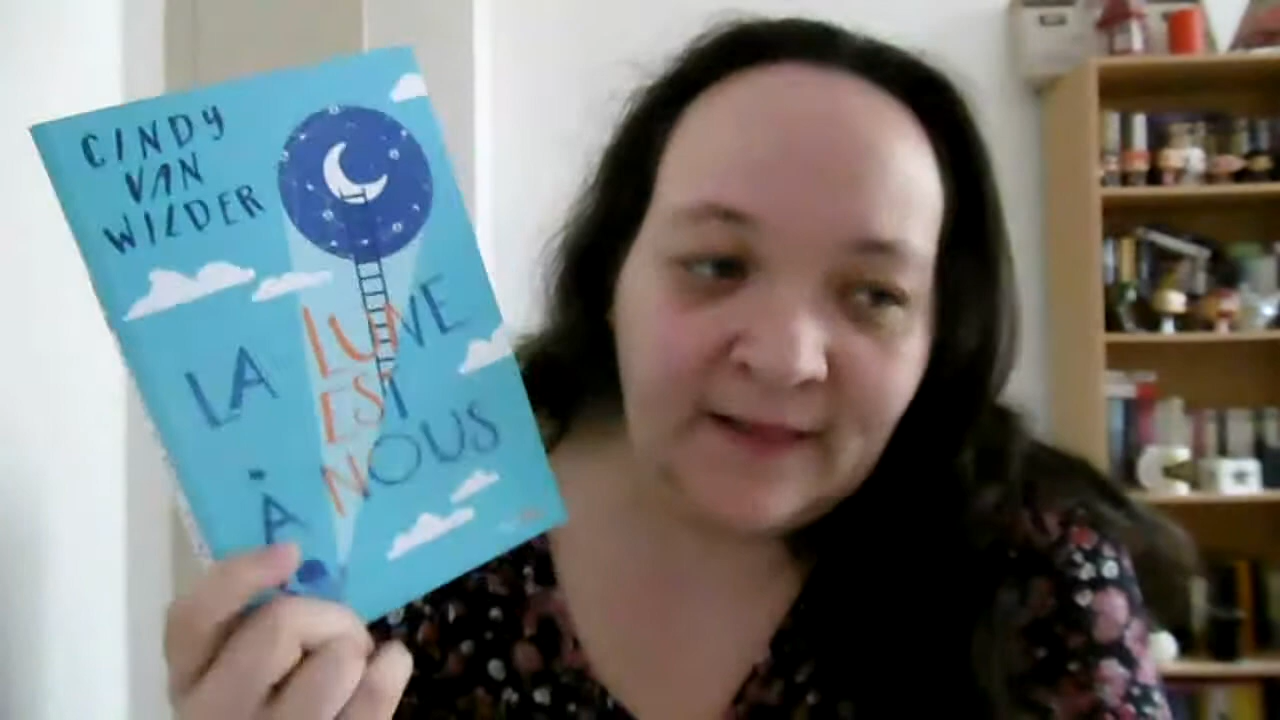 CINDY
VAN
WILDER
LA LUNE
EST
À NOUS